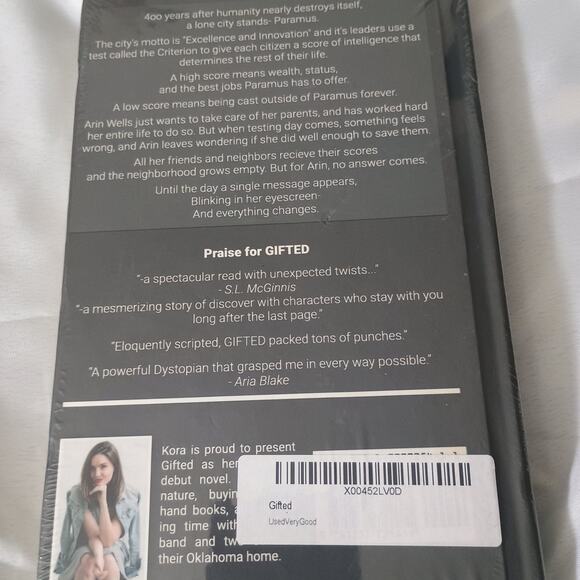 400 years after humanity nearly destroys itself,
a lone city stands- Paramus.
The city's motto is "Excellence and Innovation" and it's leaders use a
test called the Criterion to give each citizen a score of intelligence that
determines the rest of their life.
A high score means wealth, status,
and the best jobs Paramus has to offer.
A low score means being cast outside of Paramus forever.
Arin Wells just wants to take care of her parents, and has worked hard
her entire life to do so. But when testing day comes, something feels
wrong, and Arin leaves wondering if she did well enough to save them.
All her friends and neighbors recieve their scores
and the neighborhood grows empty. But for Arin, no answer comes.
Until the day a single message appears,
Blinking in her eyescreen-
And everything changes.
Praise for GIFTED
"-a spectacular read with unexpected twists..."
- S.L. McGinnis
"-a mesmerizing story of discover with characters who stay with you
long after the last page."
"Eloquently scripted, GIFTED packed tons of punches."
"A powerful Dystopian that grasped me in every way possible."
- Aria Blake
Kora is proud to present
Gifted as her
debut novel.
nature, buyin
hand books, a
ing time with
band and tw
their Oklahoma home.
X00452LV0D
Gifted
UsedVeryGood